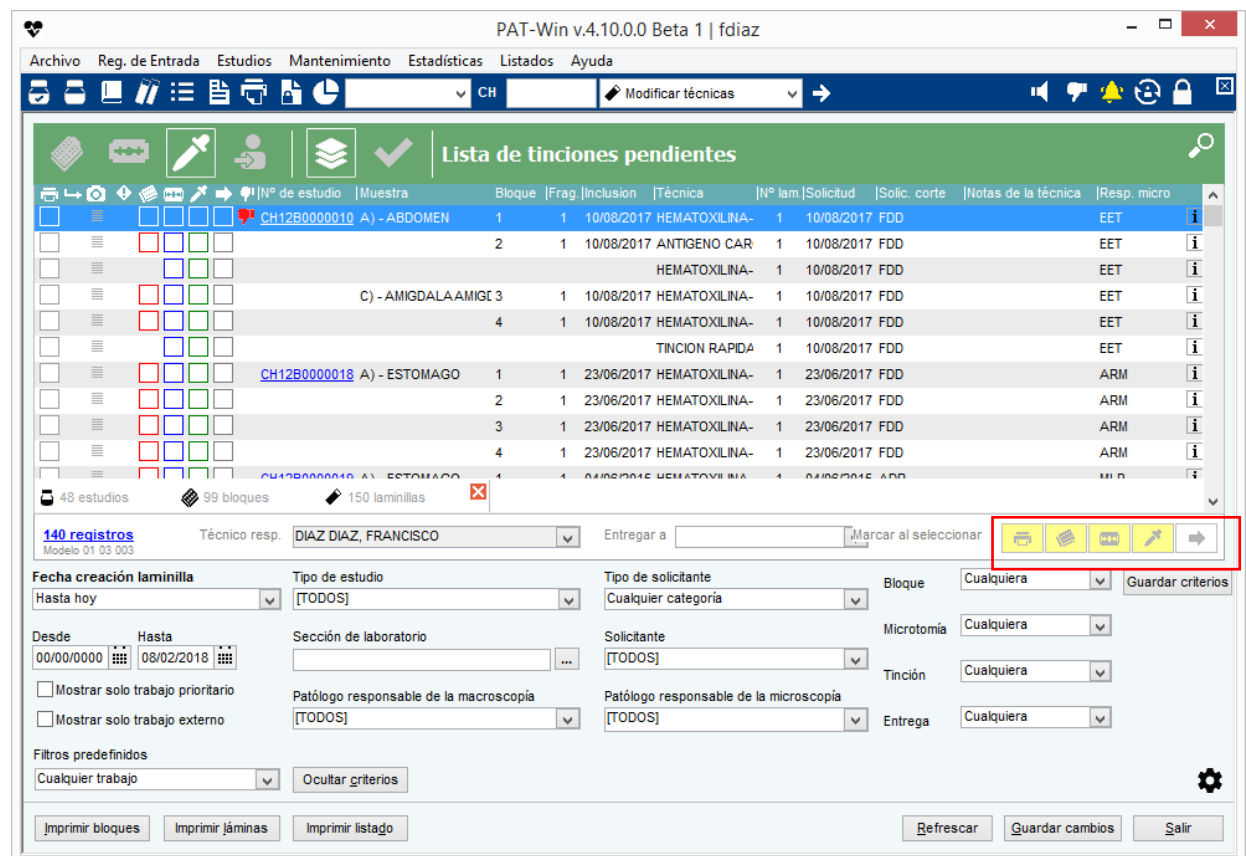 PAT-Win v.4.10.0.0 Beta 1 | fdiaz
Archivo Reg. de Entrada Estudios Mantenimiento Estadísticas Listados Ayuda
CH Modificar técnicas
Lista de tinciones pendientes
|Nº de estudio |Muestra Bloque |Frag. |Inclusion |Técnica |Nº lam. |Solicitud |Solic. corte |Notas de la técnica |Resp. micro
CH12B0000010 A) - ABDOMEN 1 1 10/08/2017 HEMATOXILINA- 1 10/08/2017 FDD EET i
2 1 10/08/2017 ANTIGENO CAR 1 10/08/2017 FDD EET i
HEMATOXILINA- 1 10/08/2017 FDD EET i
C) - AMIGDALA AMIGE 3 1 10/08/2017 HEMATOXILINA- 1 10/08/2017 FDD EET i
4 1 10/08/2017 HEMATOXILINA- 1 10/08/2017 FDD EET i
TINCION RAPIDA 1 10/08/2017 FDD EET i
CH12B0000018 A) - ESTOMAGO 1 1 23/06/2017 HEMATOXILINA- 1 23/06/2017 FDD ARM i
2 1 23/06/2017 HEMATOXILINA- 1 23/06/2017 FDD ARM i
3 1 23/06/2017 HEMATOXILINA- 1 23/06/2017 FDD ARM i
4 1 23/06/2017 HEMATOXILINA- 1 23/06/2017 FDD ARM i
CH12B0000019 A) - ESTOMAGO 1 1 04/06/2015 HEMATOXILINA- 1 04/06/2015
48 estudios 99 bloques 150 laminillas
140 registros Técnico resp. DIAZ DIAZ, FRANCISCO Entregar a Marcar al seleccionar
Modelo 01 03 003
Fecha creación laminilla Tipo de estudio Tipo de solicitante Bloque Cualquiera Guardar criterios
Hasta hoy [TODOS] Cualquier categoría
Microtomía Cualquiera
Desde Hasta Sección de laboratorio Solicitante
00/00/0000 08/02/2018 ... [TODOS]
Tinción Cualquiera
Mostrar solo trabajo prioritario Patólogo responsable de la macroscopía Patólogo responsable de la microscopía
Mostrar solo trabajo externo [TODOS] [TODOS] Entrega Cualquiera
Filtros predefinidos
Cualquier trabajo Ocultar criterios
Imprimir bloques Imprimir láminas Imprimir listado Refrescar Guardar cambios Salir